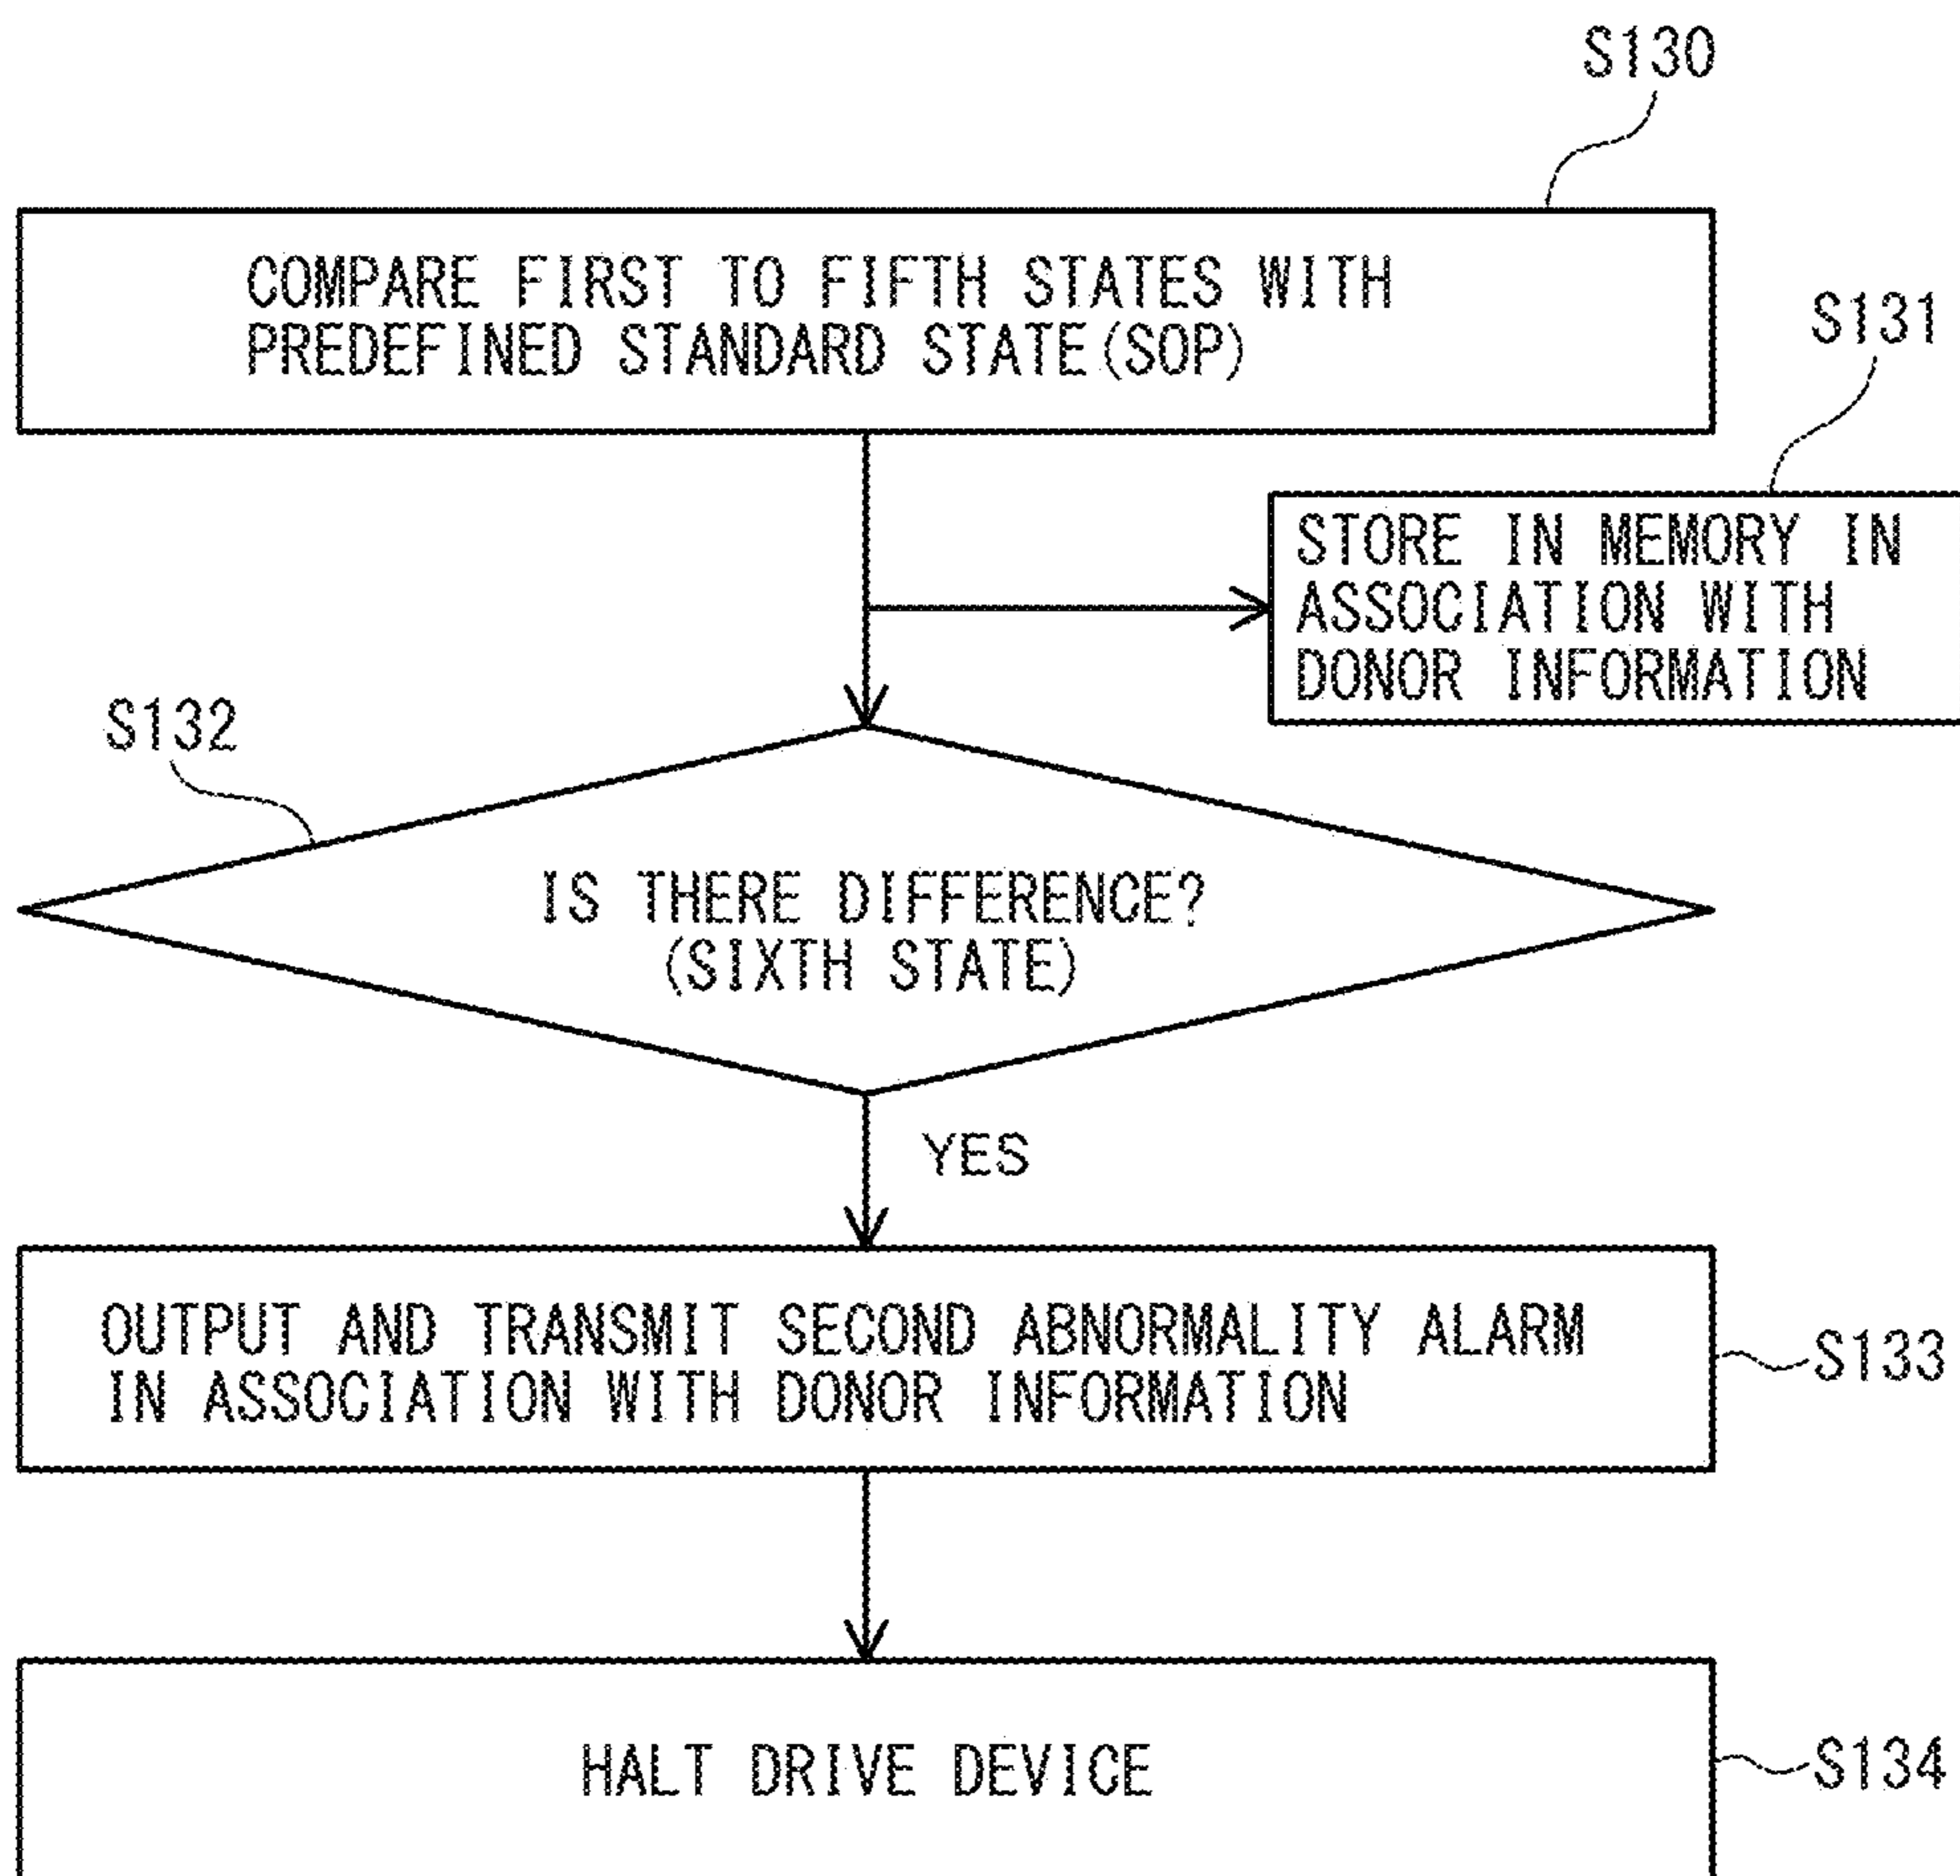 S130
COMPARE FIRST TO FIFTH STATES WITH
PREDEFINED STANDARD STATE(SOP)
S131
STORE IN MEMORY IN
ASSOCIATION WITH
DONOR INFORMATION
S132
IS THERE DIFFERENCE?
(SIXTH STATE)
YES
OUTPUT AND TRANSMIT SECOND ABNORMALITY ALARM
IN ASSOCIATION WITH DONOR INFORMATION
S133
HALT DRIVE DEVICE
S134